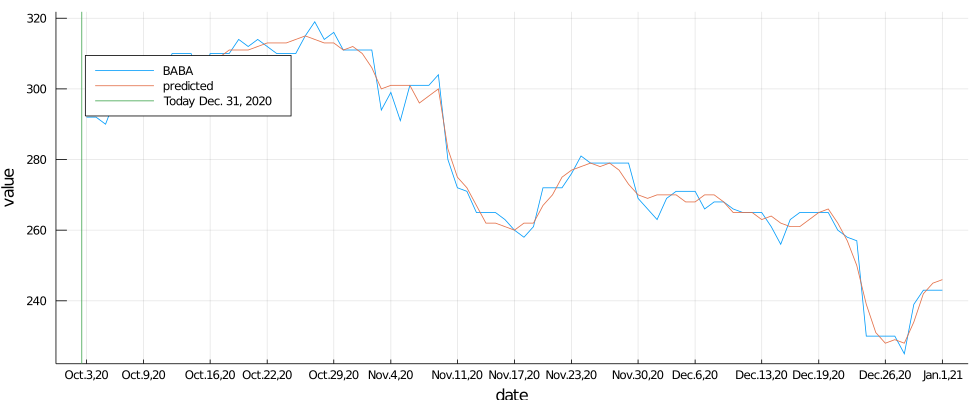 320
300
280
260
240
value
BABA
predicted
Today Dec. 31, 2020
Oct.3,20 Oct.9,20 Oct.16,20 Oct.22,20 Oct.29,20 Nov.4,20 Nov.11,20 Nov.17,20 Nov.23,20 Nov.30,20 Dec.6,20 Dec.13,20 Dec.19,20 Dec.26,20 Jan.1,21
date